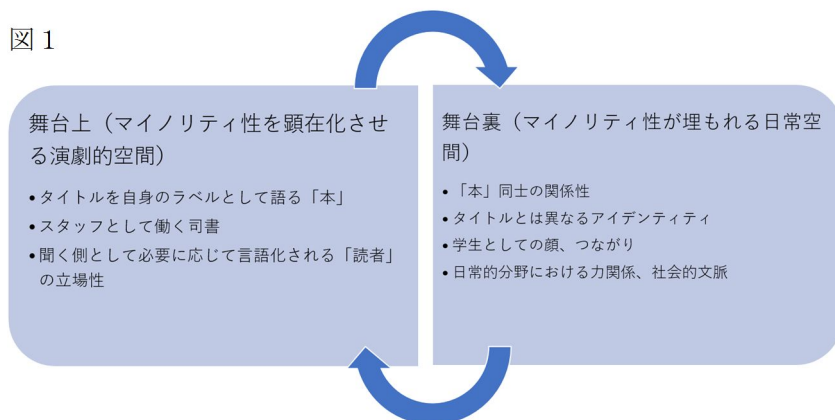 図1
舞台上（マイノリティ性を顕在化させ
る演劇的空間）
•タイトルを自身のラベルとして語る「本」
•スタッフとして働く司書
•聞く側として必要に応じて言語化される「読者」
の立場性
舞台裏（マイノリティ性が埋もれる日常空
間）
•「本」同士の関係性
•タイトルとは異なるアイデンティティ
•学生としての顔、つながり
•日常的分野における力関係、社会的文脈